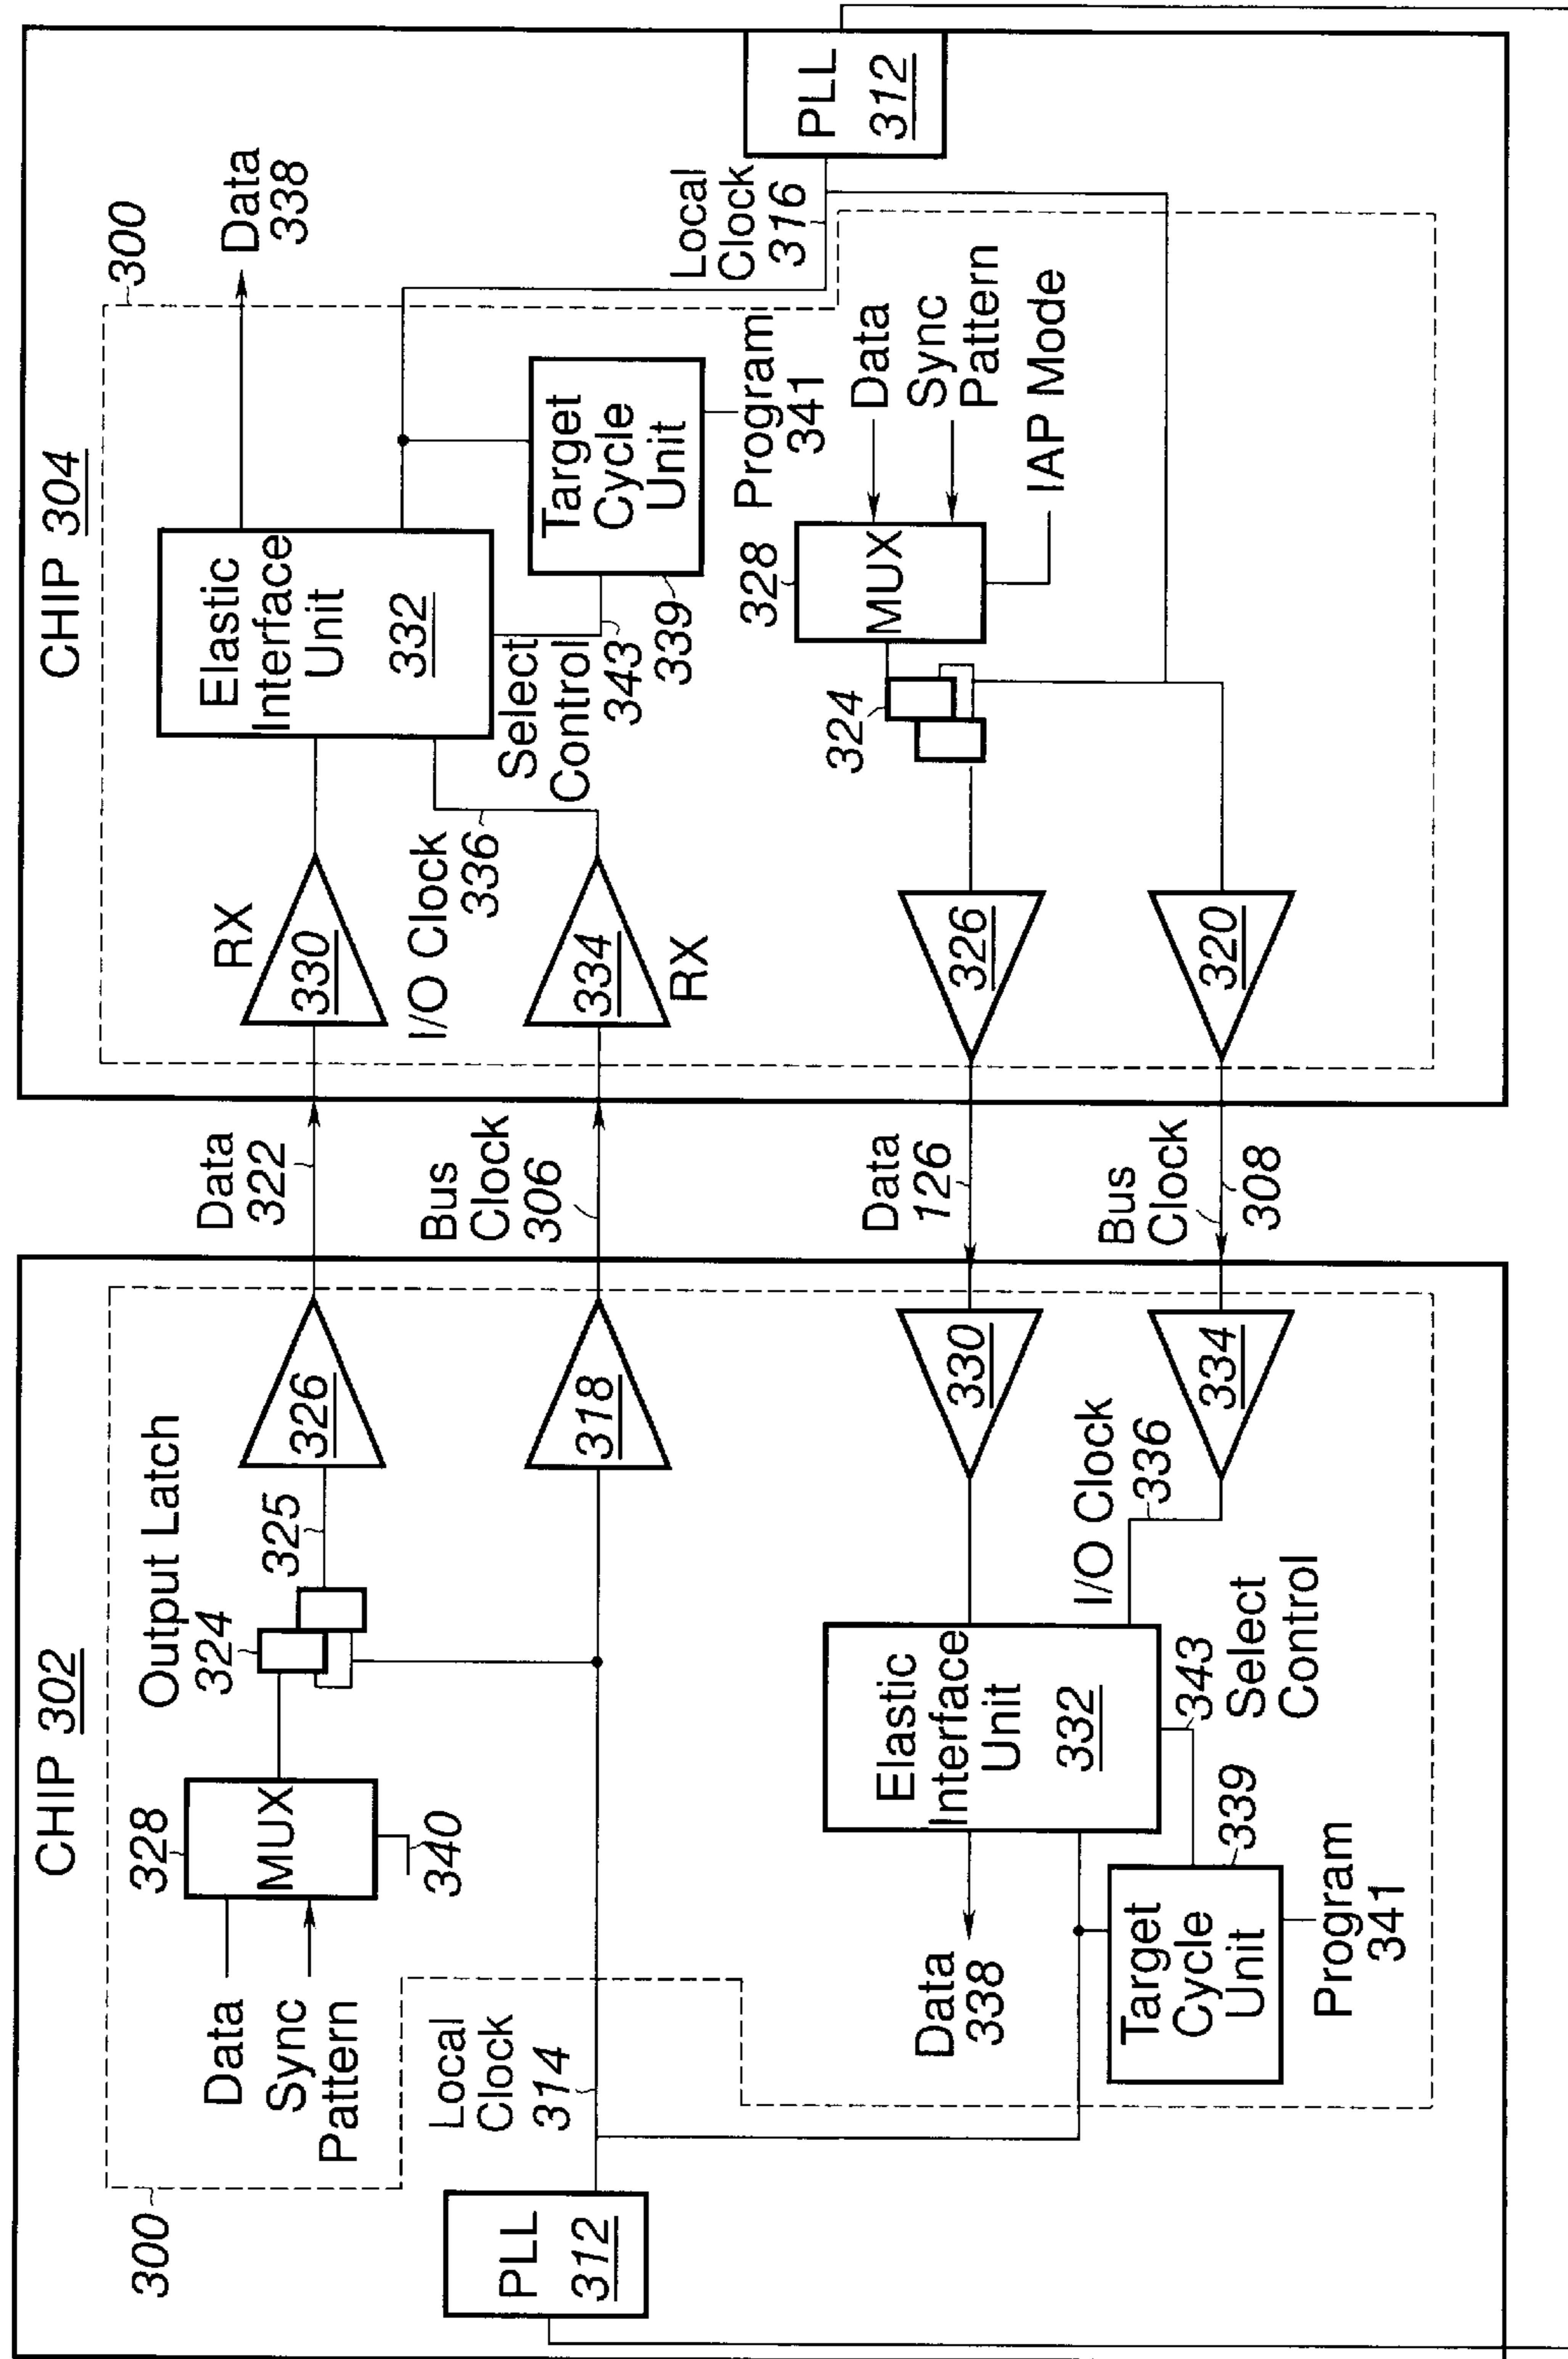 CHIP 302
300
PLL
312
Local
Clock
314
Data
Sync
Pattern
328
MUX
340
Output Latch
324
325
326
318
Data
338
Elastic
Interface
Unit
332
Target
Cycle
Unit
339
Program
341
343
Select
Control
I/O Clock
336
330
334
Data
322
Bus
Clock
306
Data
126
Bus
Clock
308
CHIP 304
300
RX
330
I/O Clock
336
334
RX
Elastic
Interface
Unit
332
Data
338
Select
Control
343
339
Target
Cycle
Unit
Program
341
Local
Clock
316
PLL
312
326
320
324
328
MUX
Data
Sync
Pattern
IAP Mode